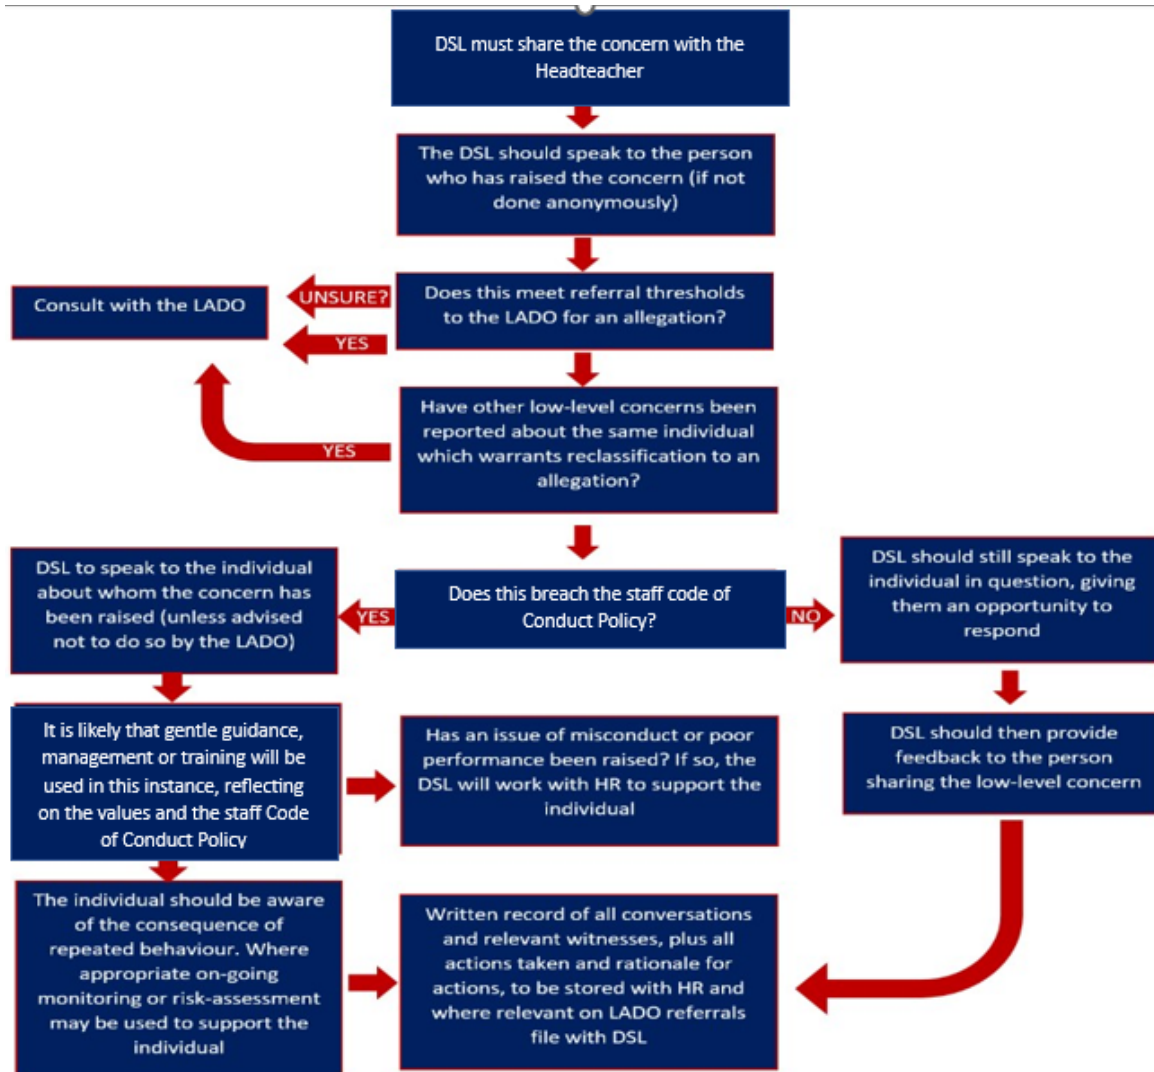 DSL must share the concern with the
Headteacher
The DSL should speak to the person
who has raised the concern (if not
done anonymously)
Does this meet referral thresholds
to the LADO for an allegation?
UNSURE?
YES
Consult with the LADO
Have other low-level concerns been
reported about the same individual
which warrants reclassification to an
allegation?
YES
Does this breach the staff code of
Conduct Policy?
YES
NO
DSL to speak to the individual
about whom the concern has
been raised (unless advised
not to do so by the LADO)
DSL should still speak to the
individual in question, giving
them an opportunity to
respond
It is likely that gentle guidance,
management or training will be
used in this instance, reflecting
on the values and the staff Code
of Conduct Policy
Has an issue of misconduct or poor
performance been raised? If so, the
DSL will work with HR to support the
individual
DSL should then provide
feedback to the person
sharing the low-level concern
The individual should be aware
of the consequence of
repeated behaviour. Where
appropriate on-going
monitoring or risk-assessment
may be used to support the
individual
Written record of all conversations
and relevant witnesses, plus all
actions taken and rationale for
actions, to be stored with HR and
where relevant on LADO referrals
file with DSL